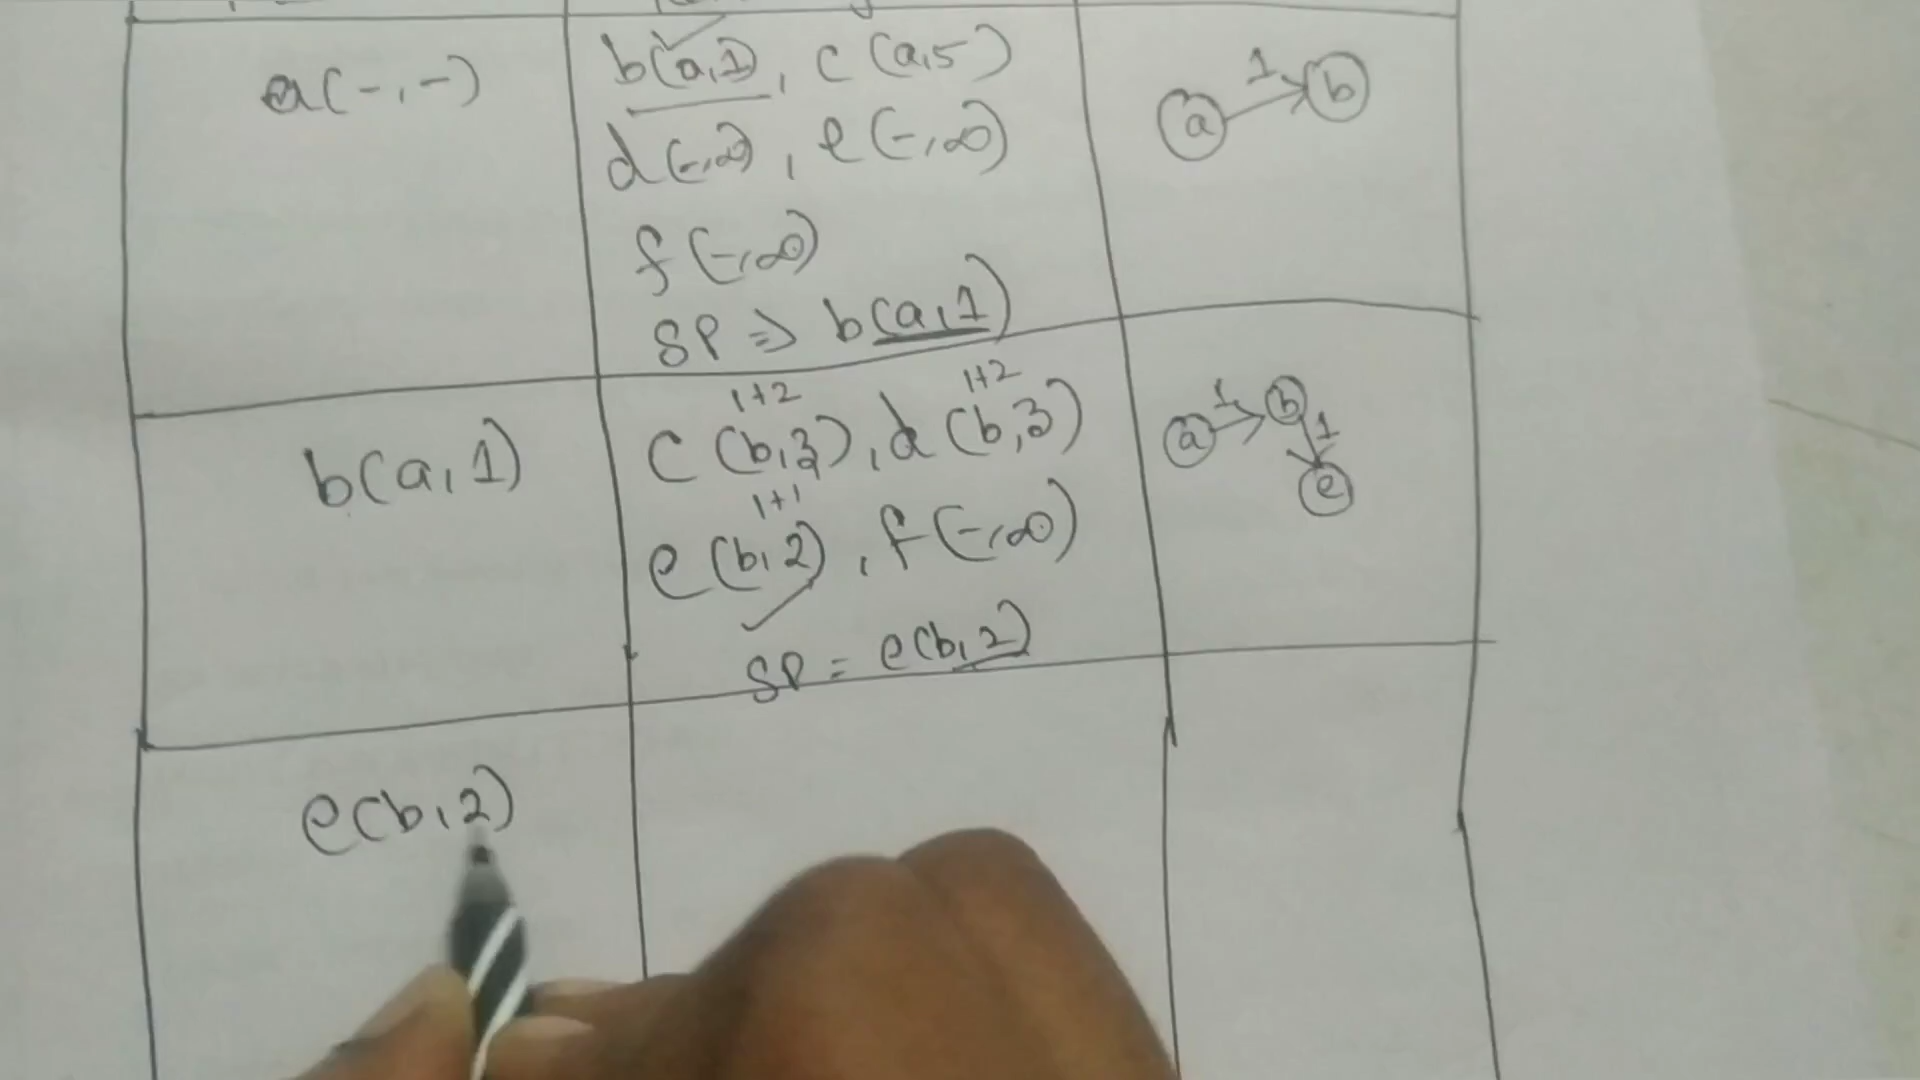 a(-,-)
b(a,1), c(a,5)
d(-,∞), e(-,∞)
f(-,∞)
SP ⇒ b(a,1)
a 1 b
b(a,1)
1+2 1+2
c(b,3), d(b,3)
1+1
e(b,2), f(-,∞)
SP = e(b,2)
a 1 b
1
e
e(b,2)